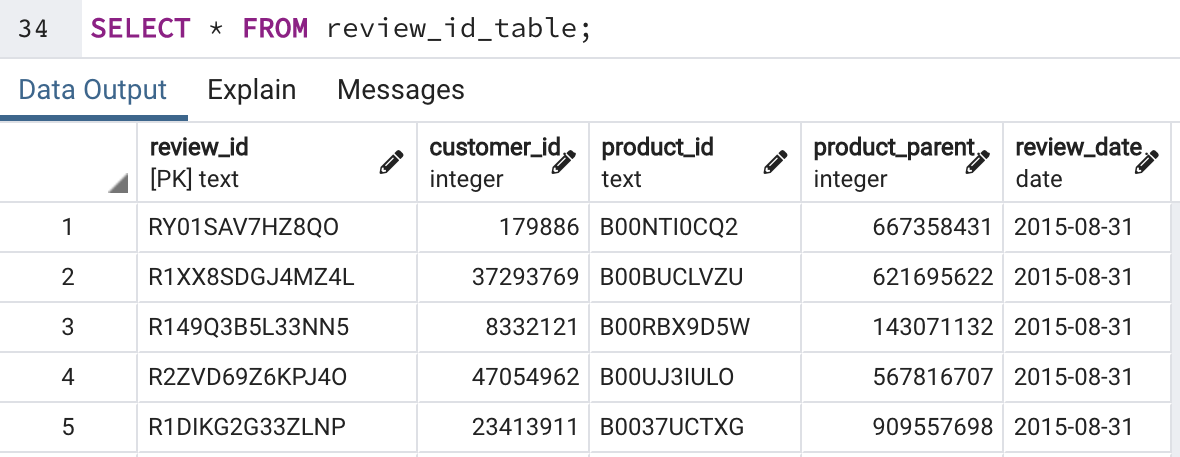 34 SELECT * FROM review_id_table;
Data Output Explain Messages
review_id customer_id product_id product_parent review_date
[PK] text integer text integer date
1 RY01SAV7HZ8QO 179886 B00NTI0CQ2 667358431 2015-08-31
2 R1XX8SDGJ4MZ4L 37293769 B00BUCLVZU 621695622 2015-08-31
3 R149Q3B5L33NN5 8332121 B00RBX9D5W 143071132 2015-08-31
4 R2ZVD69Z6KPJ4O 47054962 B00UJ3IULO 567816707 2015-08-31
5 R1DIKG2G33ZLNP 23413911 B0037UCTXG 909557698 2015-08-31